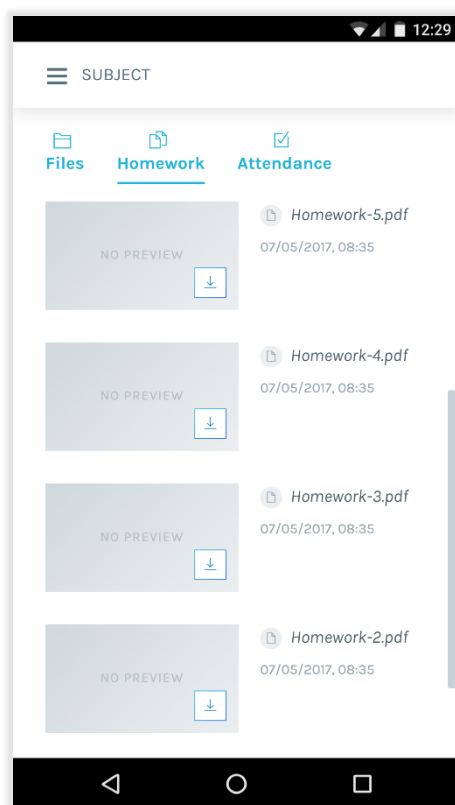 12:29
SUBJECT
Files Homework Attendance
NO PREVIEW
Homework-5.pdf
07/05/2017, 08:35
NO PREVIEW
Homework-4.pdf
07/05/2017, 08:35
NO PREVIEW
Homework-3.pdf
07/05/2017, 08:35
NO PREVIEW
Homework-2.pdf
07/05/2017, 08:35